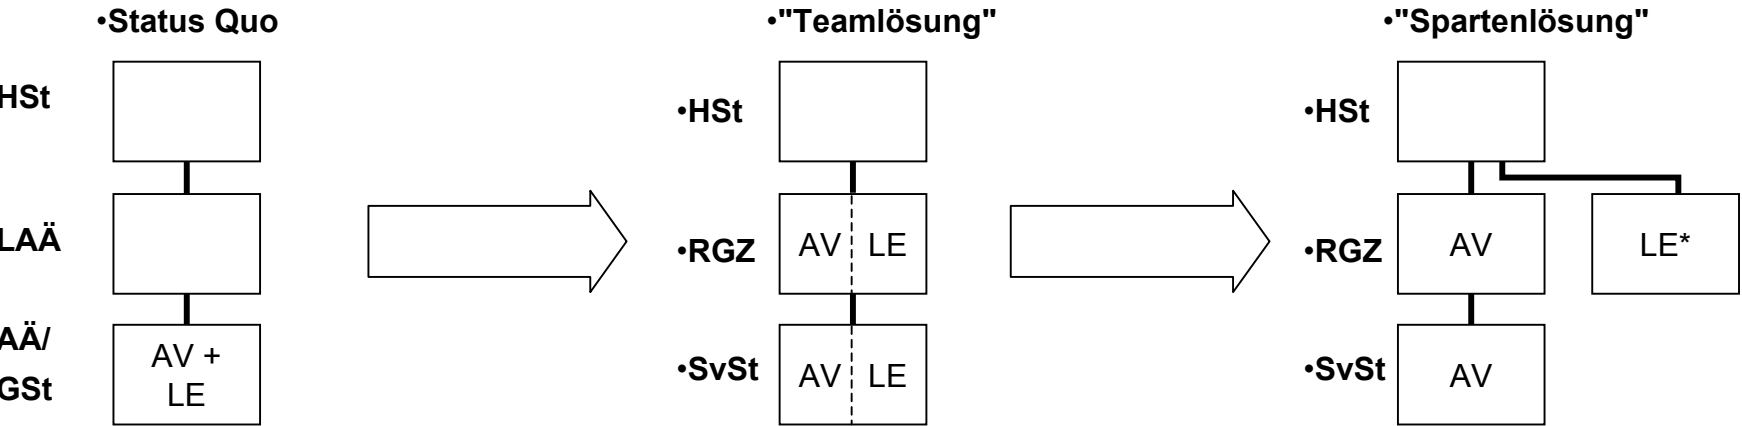 •Status Quo
HSt
LAÄ
AÄ/
GSt
AV +
LE
•"Teamlösung"
•HSt
•RGZ
AV LE
•SvSt
AV LE
•"Spartenlösung"
•HSt
•RGZ
AV
LE*
•SvSt
AV